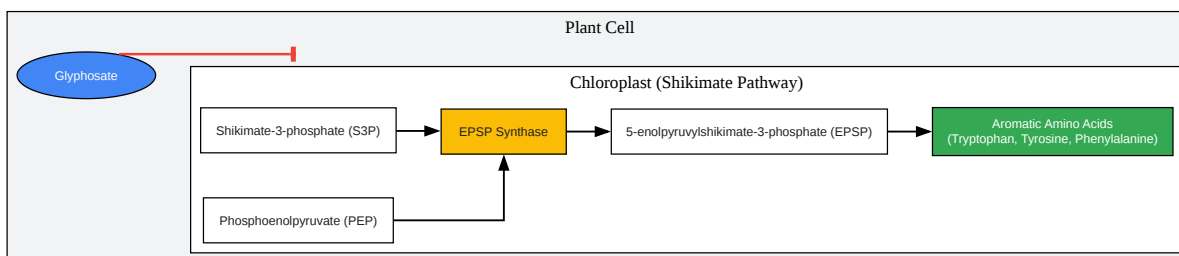 Plant Cell
Glyphosate
Chloroplast (Shikimate Pathway)
Shikimate-3-phosphate (S3P)
EPSP Synthase
5-enolpyruvylshikimate-3-phosphate (EPSP)
Aromatic Amino Acids
(Tryptophan, Tyrosine, Phenylalanine)
Phosphoenolpyruvate (PEP)